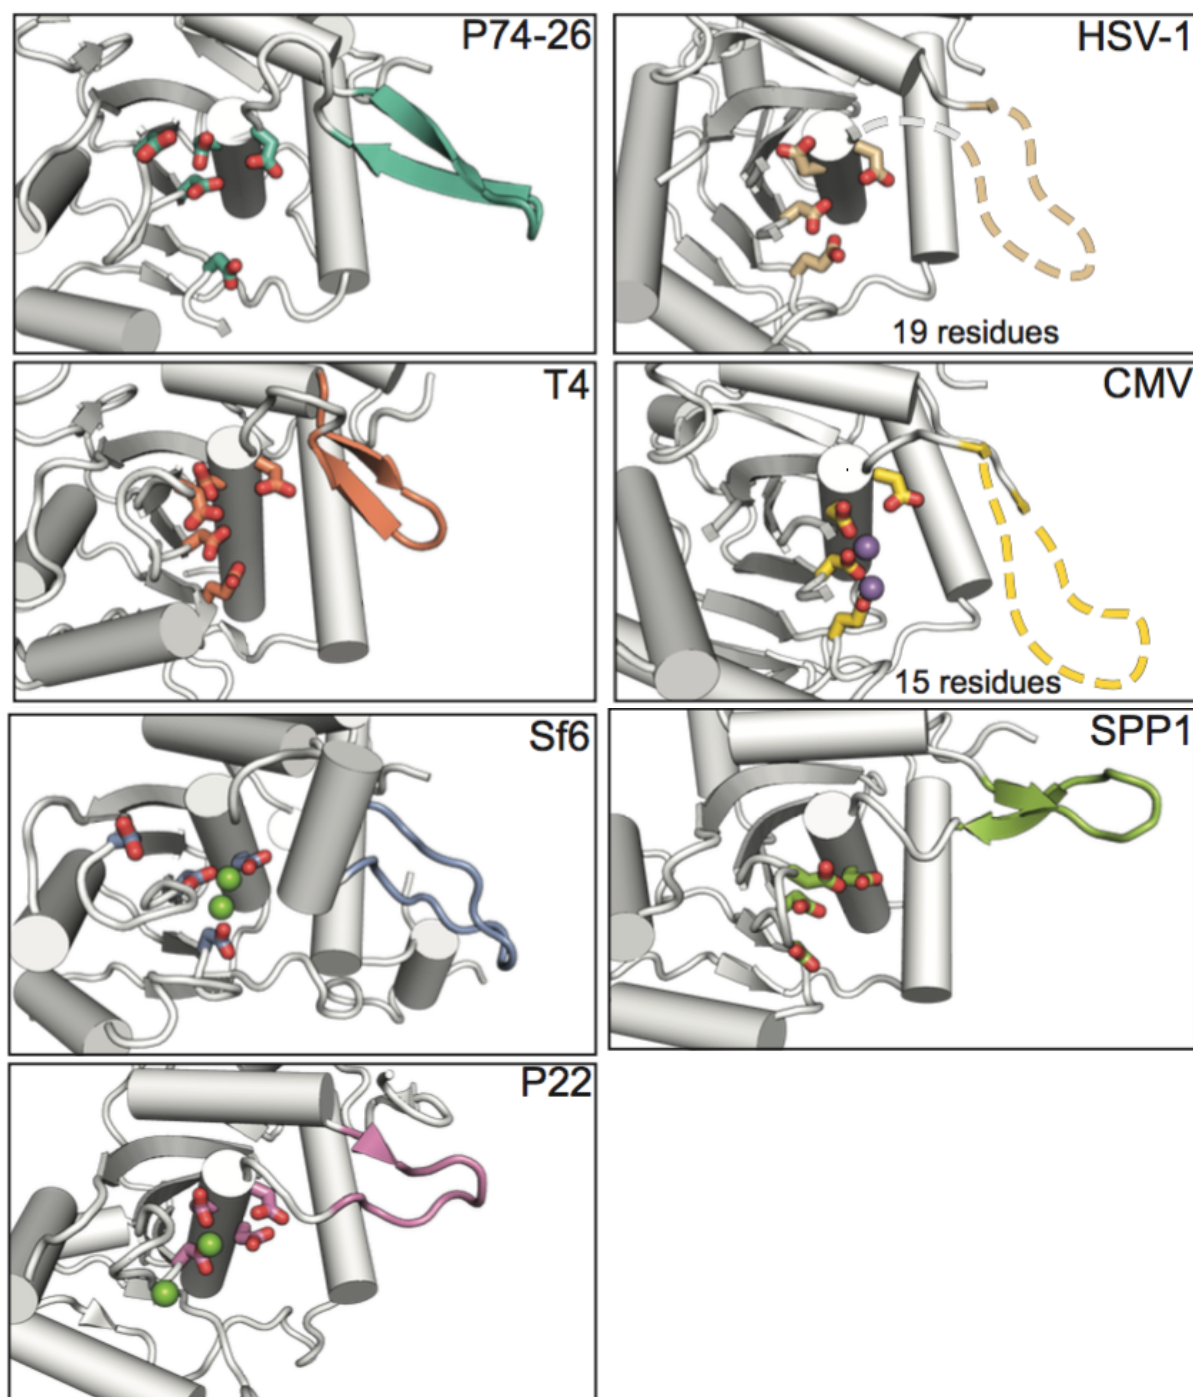 P74-26
HSV-1
19 residues
T4
CMV
15 residues
Sf6
SPP1
P22